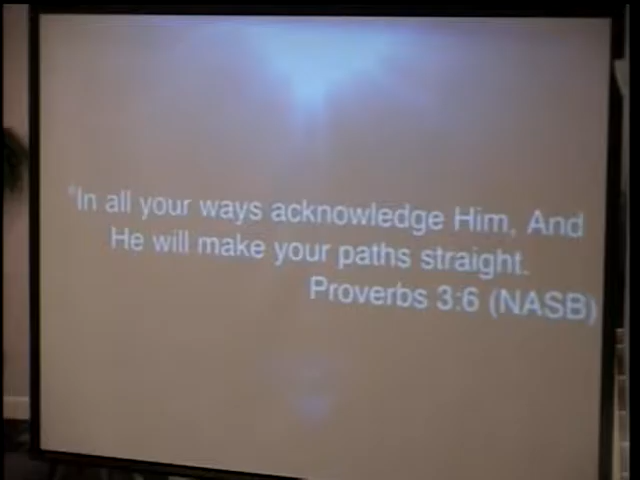 "In all your ways acknowledge Him, And
He will make your paths straight.
Proverbs 3:6 (NASB)